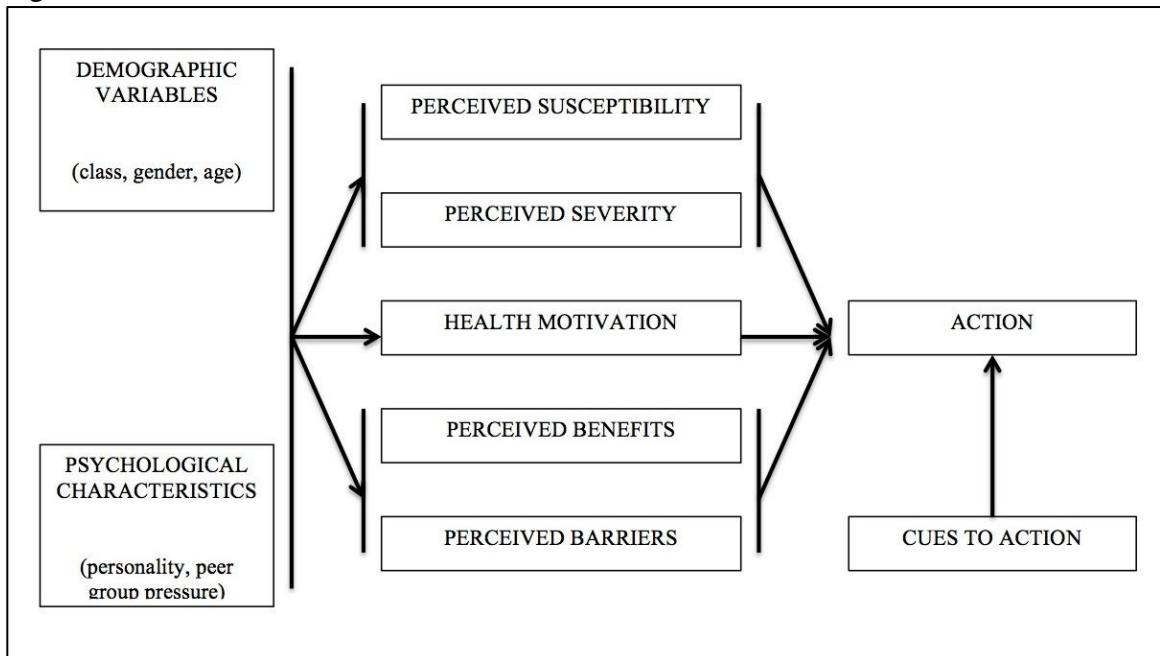 DEMOGRAPHIC
VARIABLES
(class, gender, age)
PSYCHOLOGICAL
CHARACTERISTICS
(personality, peer
group pressure)
PERCEIVED SUSCEPTIBILITY
PERCEIVED SEVERITY
HEALTH MOTIVATION
PERCEIVED BENEFITS
PERCEIVED BARRIERS
ACTION
CUES TO ACTION